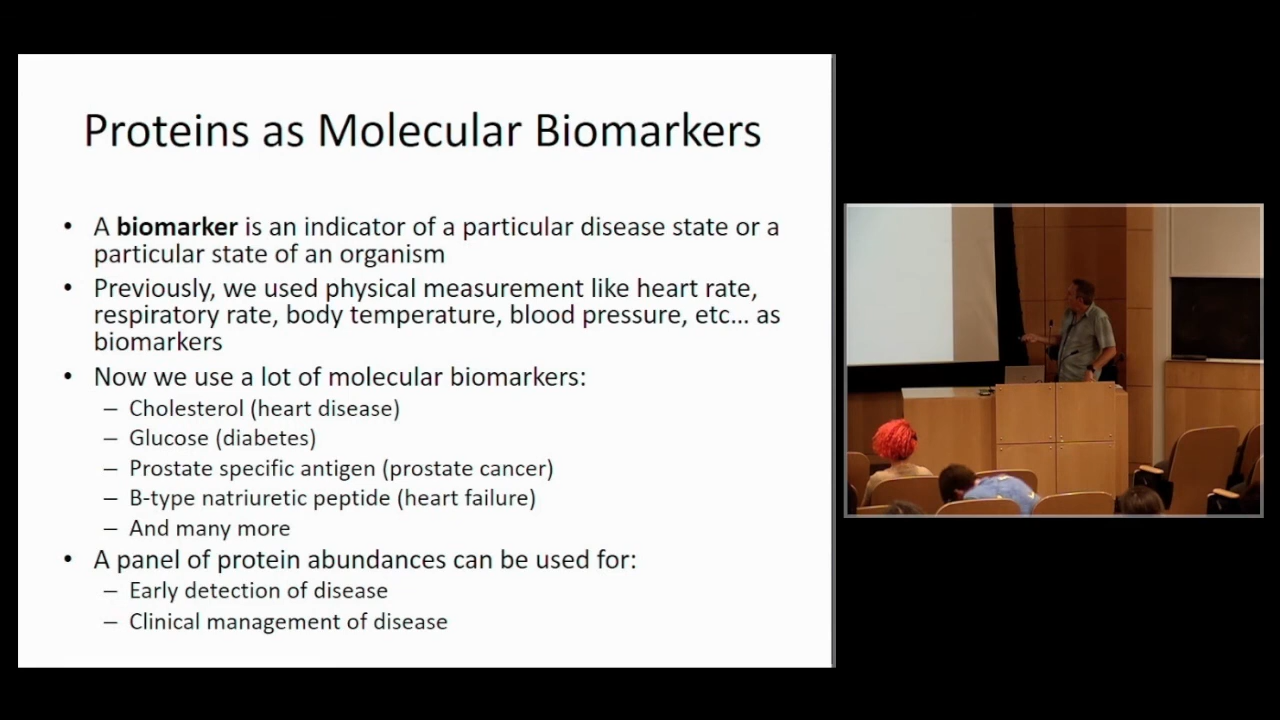 Proteins as Molecular Biomarkers
• A biomarker is an indicator of a particular disease state or a
particular state of an organism
• Previously, we used physical measurement like heart rate,
respiratory rate, body temperature, blood pressure, etc... as
biomarkers
• Now we use a lot of molecular biomarkers:
– Cholesterol (heart disease)
– Glucose (diabetes)
– Prostate specific antigen (prostate cancer)
– B-type natriuretic peptide (heart failure)
– And many more
• A panel of protein abundances can be used for:
– Early detection of disease
– Clinical management of disease